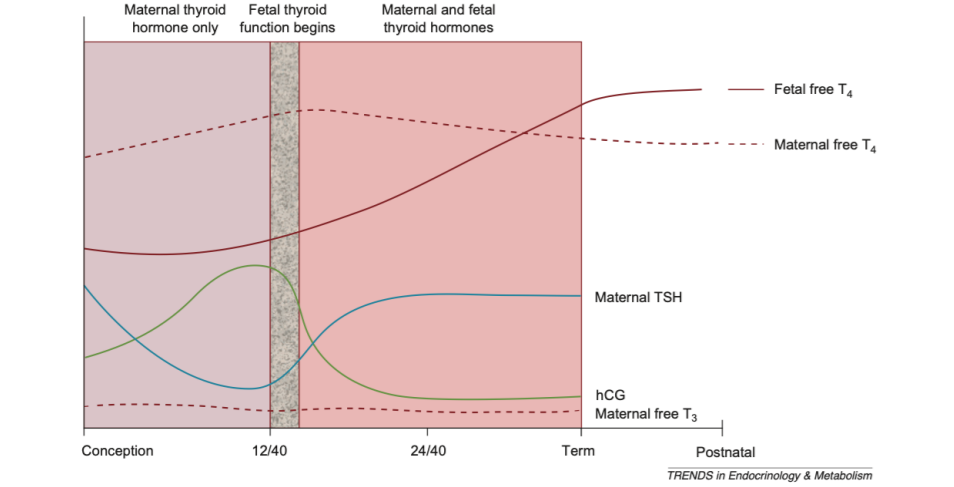 Maternal thyroid
hormone only
Fetal thyroid
function begins
Maternal and fetal
thyroid hormones
Fetal free T4
Maternal free T4
Maternal TSH
hCG
Maternal free T3
Conception
12/40
24/40
Term
Postnatal
TRENDS in Endocrinology & Metabolism